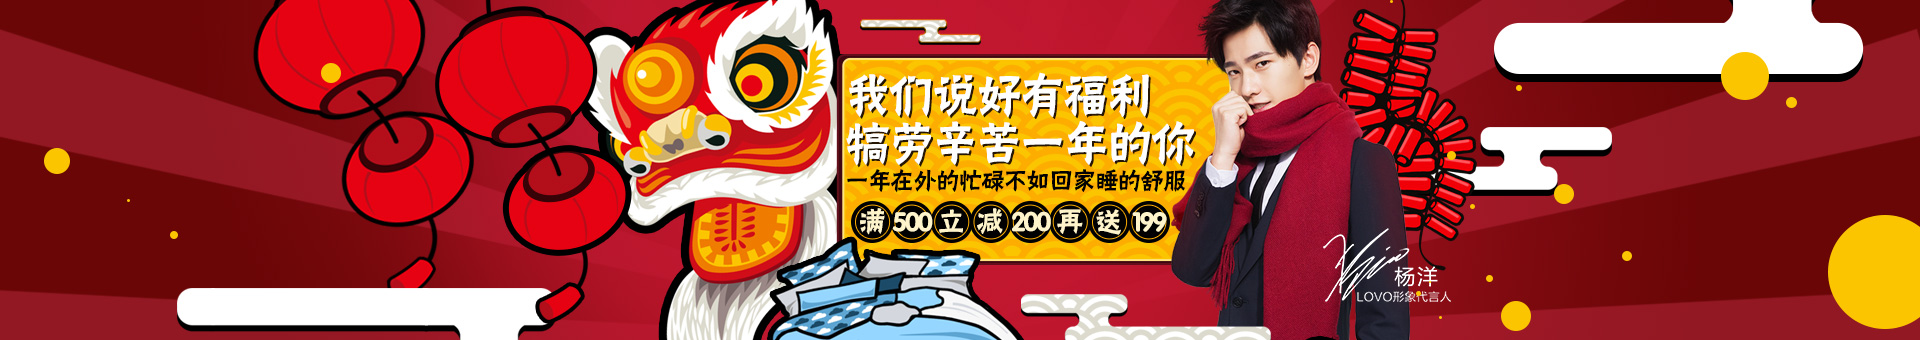 我们说好有福利
犒劳辛苦一年的你
一年在外的忙碌不如回家睡的舒服
满500立减200再送199
杨洋
LOVO形象代言人